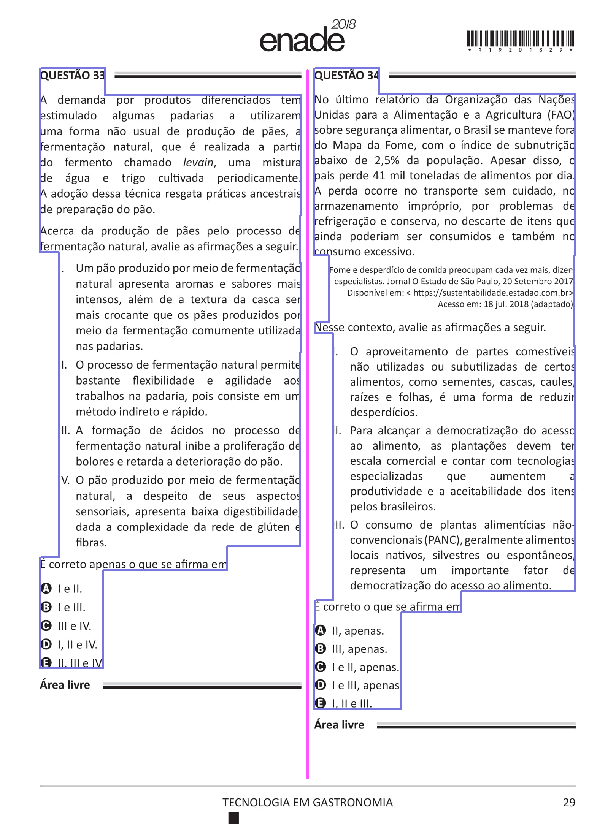 enade 2018
*R1920182 9*
QUESTÃO 33
A demanda por produtos diferenciados tem
estimulado algumas padarias a utilizarem
uma forma não usual de produção de pães, a
fermentação natural, que é realizada a partir
do fermento chamado levain, uma mistura
de água e trigo cultivada periodicamente.
A adoção dessa técnica resgata práticas ancestrais
de preparação do pão.
Acerca da produção de pães pelo processo de
fermentação natural, avalie as afirmações a seguir.
I. Um pão produzido por meio de fermentação
natural apresenta aromas e sabores mais
intensos, além de a textura da casca ser
mais crocante que os pães produzidos por
meio da fermentação comumente utilizada
nas padarias.
II. O processo de fermentação natural permite
bastante flexibilidade e agilidade aos
trabalhos na padaria, pois consiste em um
método indireto e rápido.
III. A formação de ácidos no processo de
fermentação natural inibe a proliferação de
bolores e retarda a deterioração do pão.
IV. O pão produzido por meio de fermentação
natural, a despeito de seus aspectos
sensoriais, apresenta baixa digestibilidade,
dada a complexidade da rede de glúten e
fibras.
É correto apenas o que se afirma em
A I e II.
B I e III.
C III e IV.
D I, II e IV.
E II, III e IV.
Área livre
QUESTÃO 34
No último relatório da Organização das Nações
Unidas para a Alimentação e a Agricultura (FAO)
sobre segurança alimentar, o Brasil se manteve fora
do Mapa da Fome, com o índice de subnutrição
abaixo de 2,5% da população. Apesar disso, o
país perde 41 mil toneladas de alimentos por dia.
A perda ocorre no transporte sem cuidado, no
armazenamento impróprio, por problemas de
refrigeração e conserva, no descarte de itens que
ainda poderiam ser consumidos e também no
consumo excessivo.
Fome e desperdício de comida preocupam cada vez mais, dizem
especialistas. Jornal O Estado de São Paulo, 20 Setembro 2017.
Disponível em: < https://sustentabilidade.estadao.com.br>.
Acesso em: 18 jul. 2018 (adaptado).
Nesse contexto, avalie as afirmações a seguir.
I. O aproveitamento de partes comestíveis
não utilizadas ou subutilizadas de certos
alimentos, como sementes, cascas, caules,
raízes e folhas, é uma forma de reduzir
desperdícios.
II. Para alcançar a democratização do acesso
ao alimento, as plantações devem ter
escala comercial e contar com tecnologias
especializadas que aumentem a
produtividade e a aceitabilidade dos itens
pelos brasileiros.
III. O consumo de plantas alimentícias não-
convencionais (PANC), geralmente alimentos
locais nativos, silvestres ou espontâneos,
representa um importante fator de
democratização do acesso ao alimento.
É correto o que se afirma em
A II, apenas.
B III, apenas.
C I e II, apenas.
D I e III, apenas.
E I, II e III.
Área livre
TECNOLOGIA EM GASTRONOMIA
29